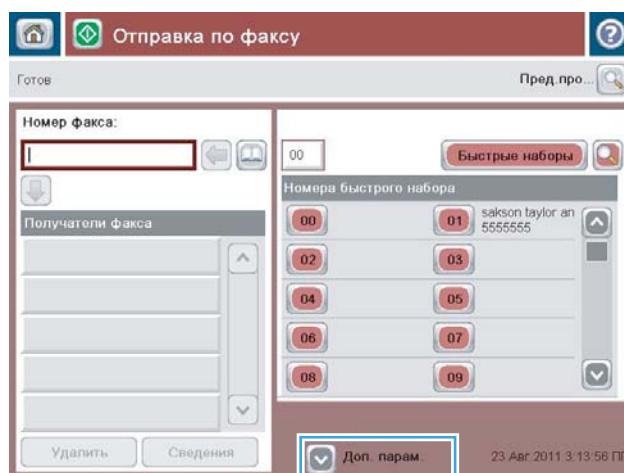 Отправка по факсу
Готов
Пред.про...
Номер факса:
00
Быстрые наборы
Номера быстрого набора
Получатели факса
00
01
sakson taylor an
5555555
02
03
04
05
06
07
08
09
Удалить
Сведения
Доп. парам.
23 Авг 2011 3:13:56 ПП